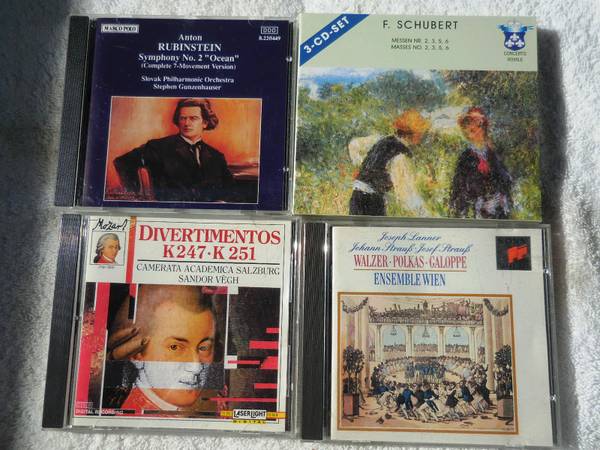 MARCO POLO
DDD
8.220449
Anton
RUBINSTEIN
Symphony No. 2 "Ocean"
(Complete 7-Movement Version)
Slovak Philharmonic Orchestra
Stephen Gunzenhauser
3-CD-SET
F. SCHUBERT
MESSEN NR. 2, 3, 5, 6
MASSES NO. 2, 3, 5, 6
CONCERTO
ROYALE
Mozart
DIVERTIMENTOS
K 247 · K 251
CAMERATA ACADEMICA SALZBURG
SANDOR VÉGH
DIGITAL RECORDING
LASERLIGHT
DIGITAL
Joseph Lanner
Johann Strauß · Josef Strauß
WALZER · POLKAS · GALOPPE
ENSEMBLE WIEN